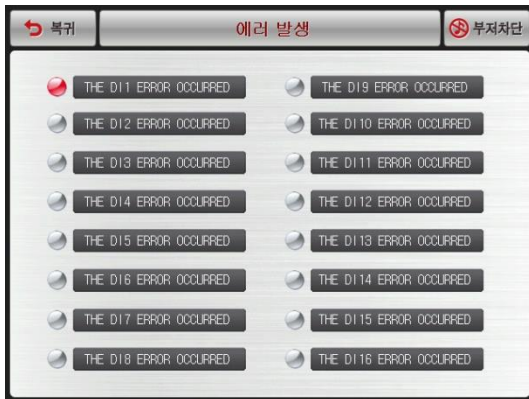 복귀
에러 발생
부저차단
THE DI1 ERROR OCCURRED
THE DI2 ERROR OCCURRED
THE DI3 ERROR OCCURRED
THE DI4 ERROR OCCURRED
THE DI5 ERROR OCCURRED
THE DI6 ERROR OCCURRED
THE DI7 ERROR OCCURRED
THE DI8 ERROR OCCURRED
THE DI9 ERROR OCCURRED
THE DI10 ERROR OCCURRED
THE DI11 ERROR OCCURRED
THE DI12 ERROR OCCURRED
THE DI13 ERROR OCCURRED
THE DI14 ERROR OCCURRED
THE DI15 ERROR OCCURRED
THE DI16 ERROR OCCURRED